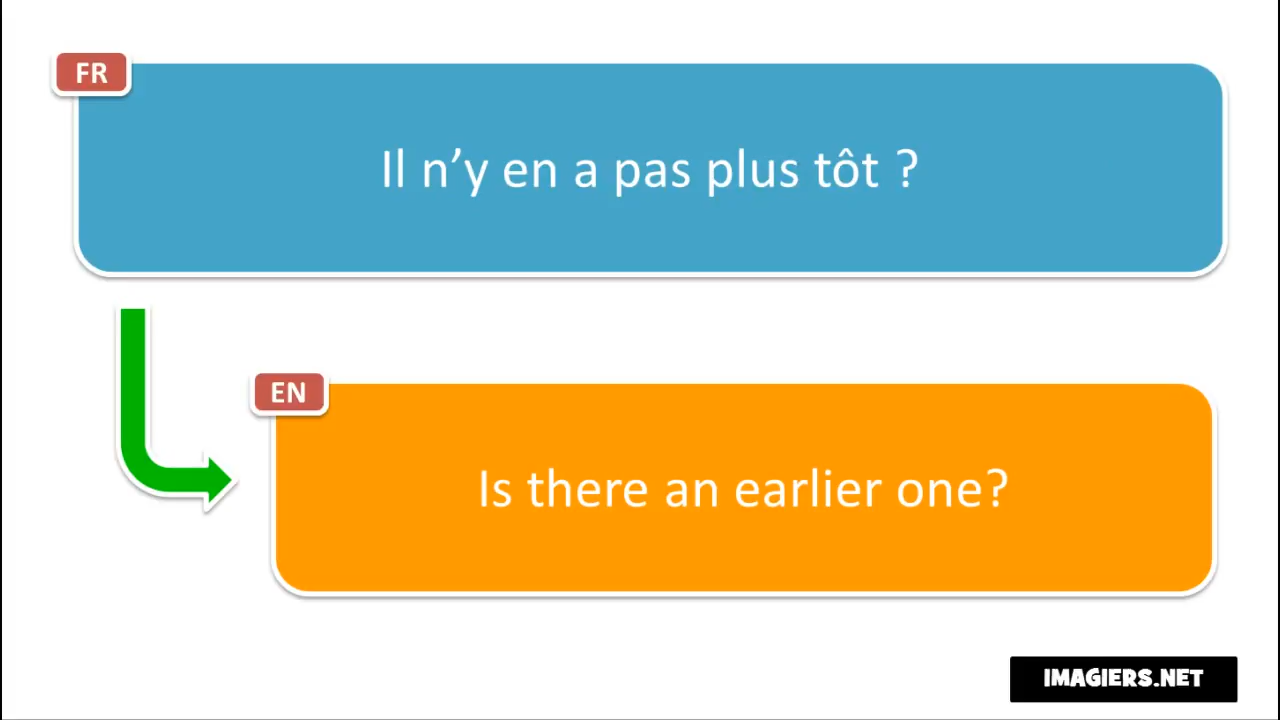 FR
Il n’y en a pas plus tôt ?
EN
Is there an earlier one?
IMAGIERS.NET